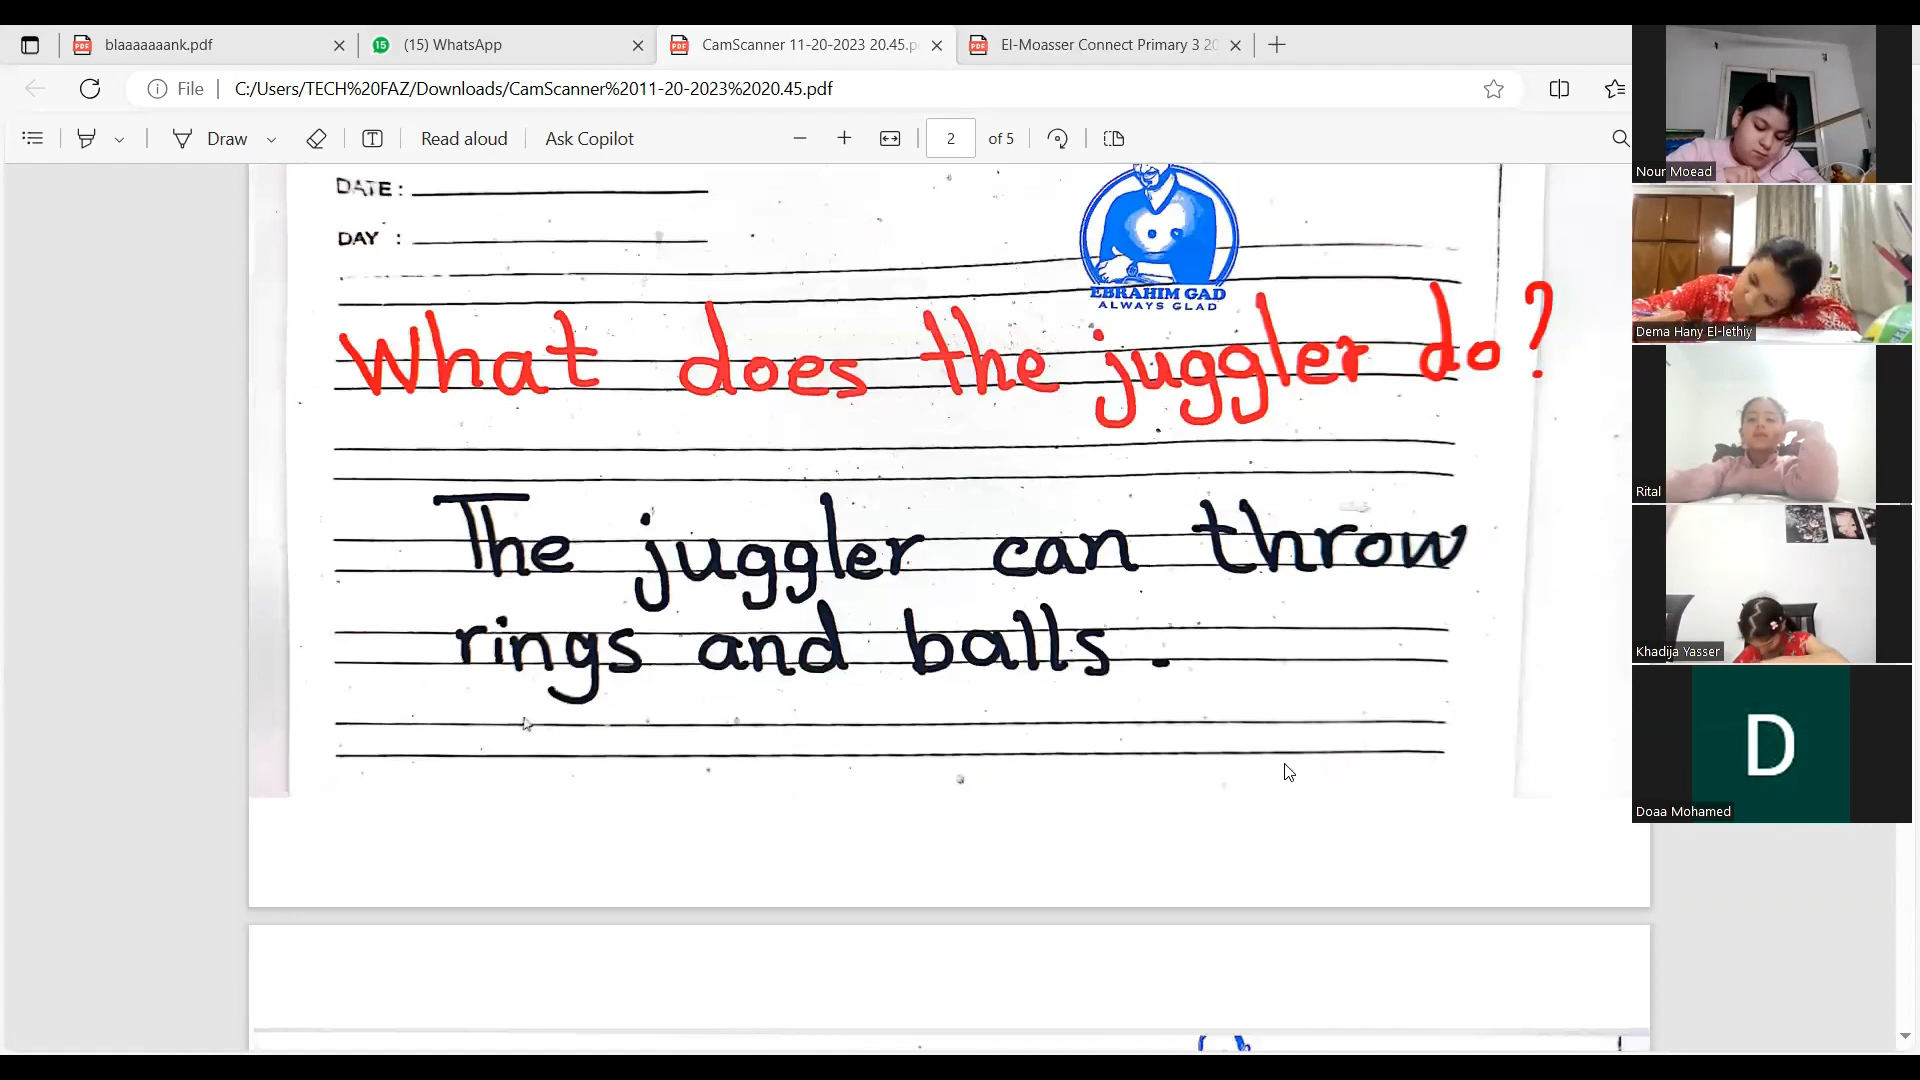 blaaaaaaank.pdf
(15) WhatsApp
CamScanner 11-20-2023 20.45.p
El-Moasser Connect Primary 3 20
File
C:/Users/TECH%20FAZ/Downloads/CamScanner%2011-20-2023%2020.45.pdf
Draw
Read aloud
Ask Copilot
2 of 5
DATE :
DAY :
EBRAHIM GAD
ALWAYS GLAD
What does the juggler do?
The juggler can throw
rings and balls .
Nour Moead
Dema Hany El-lethiy
Rital
Khadija Yasser
D
Doaa Mohamed